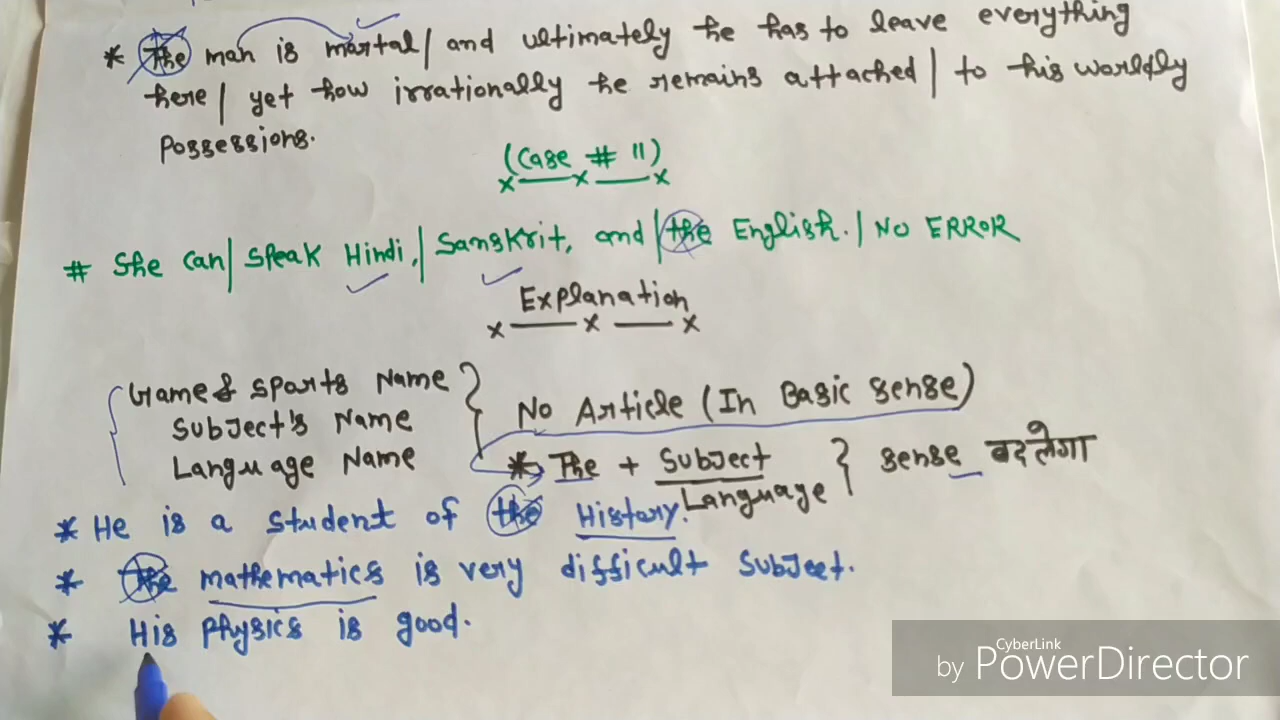 * The man is mortal/ and ultimately he has to leave everything
here/ yet how irrationally he remains attached/ to his worldly
possessions.
(Case # 11)
x — x — x
# She can/ speak Hindi,/ Sanskrit, and /the English./ NO ERROR
Explanation
x — x — x
Game & sports Name
Subject's Name
Language Name
No Article (In Basic sense)
* The + Subject
Language
sense बदलेगा
* He is a student of the History.
* The mathematics is very difficult subject.
* His physics is good.
CyberLink
by PowerDirector